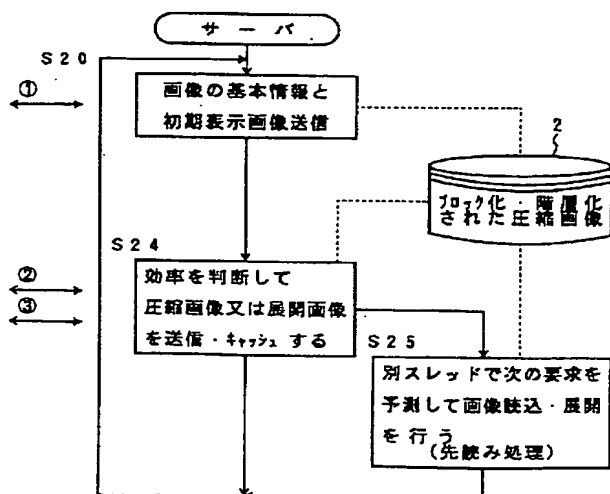 サーバ
S20
①
画像の基本情報と
初期表示画像送信
2
ブロック化・階層化
された圧縮画像
S24
②
③
効率を判断して
圧縮画像又は展開画像
を送信・キャッシュする
S25
別スレッドで次の要求を
予測して画像読込・展開
を行う
(先読み処理)